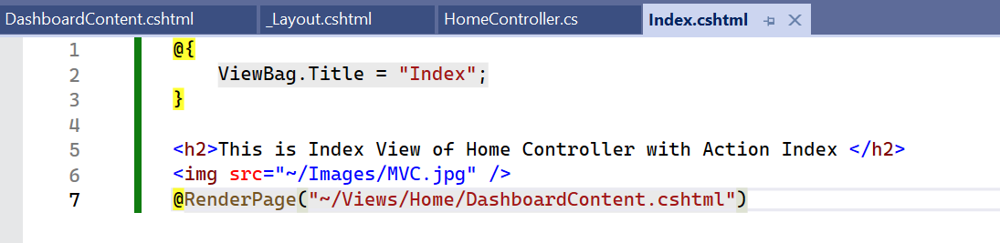 DashboardContent.cshtml _Layout.cshtml HomeController.cs Index.cshtml
1 @{
2 ViewBag.Title = "Index";
3 }
4
5 <h2>This is Index View of Home Controller with Action Index </h2>
6 <img src="~/Images/MVC.jpg" />
7 @RenderPage("~/Views/Home/DashboardContent.cshtml")